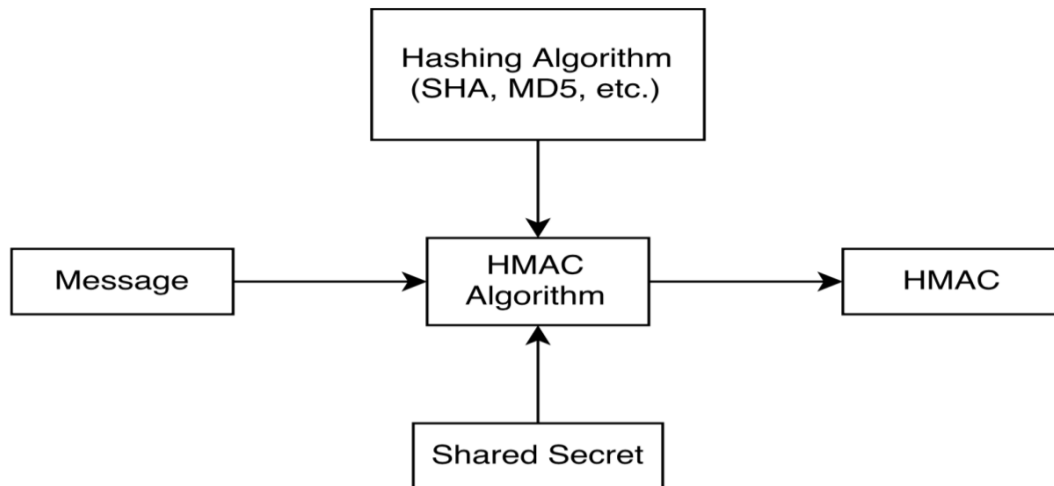 Hashing Algorithm
(SHA, MD5, etc.)
Message
HMAC
Algorithm
HMAC
Shared Secret